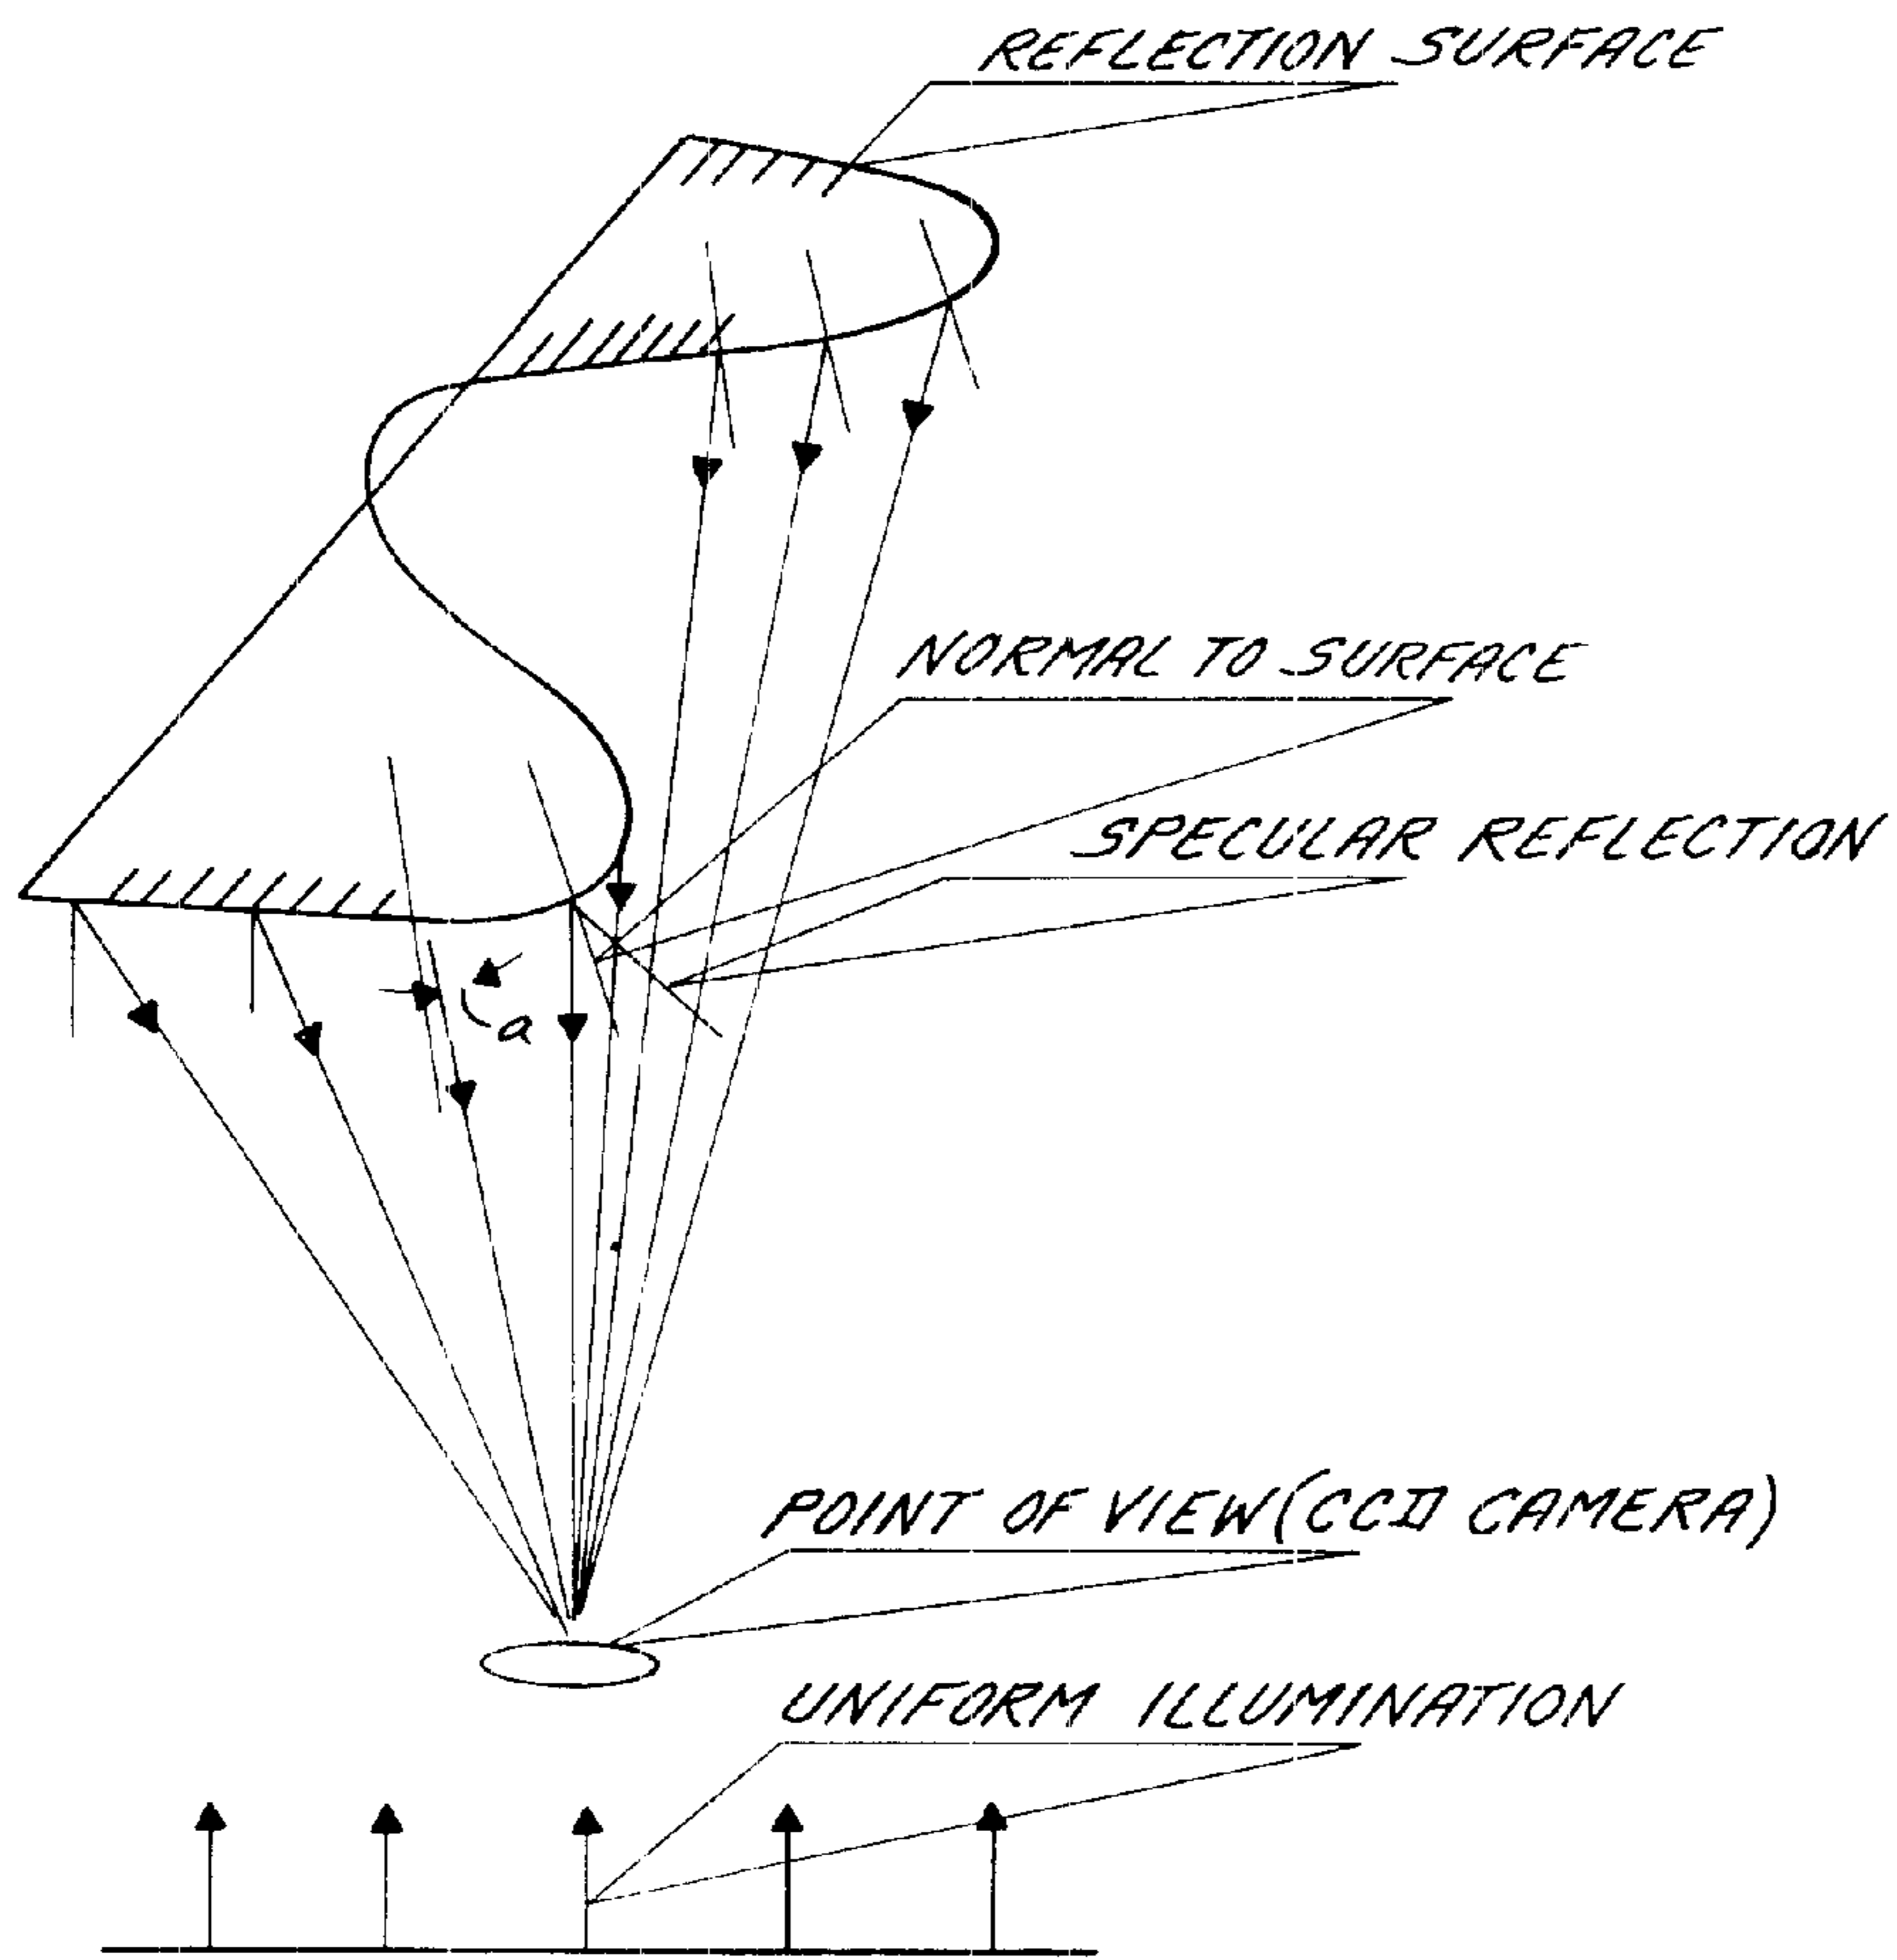 REFLECTION SURFACE
NORMAL TO SURFACE
SPECULAR REFLECTION
a
POINT OF VIEW (CCD CAMERA)
UNIFORM ILLUMINATION